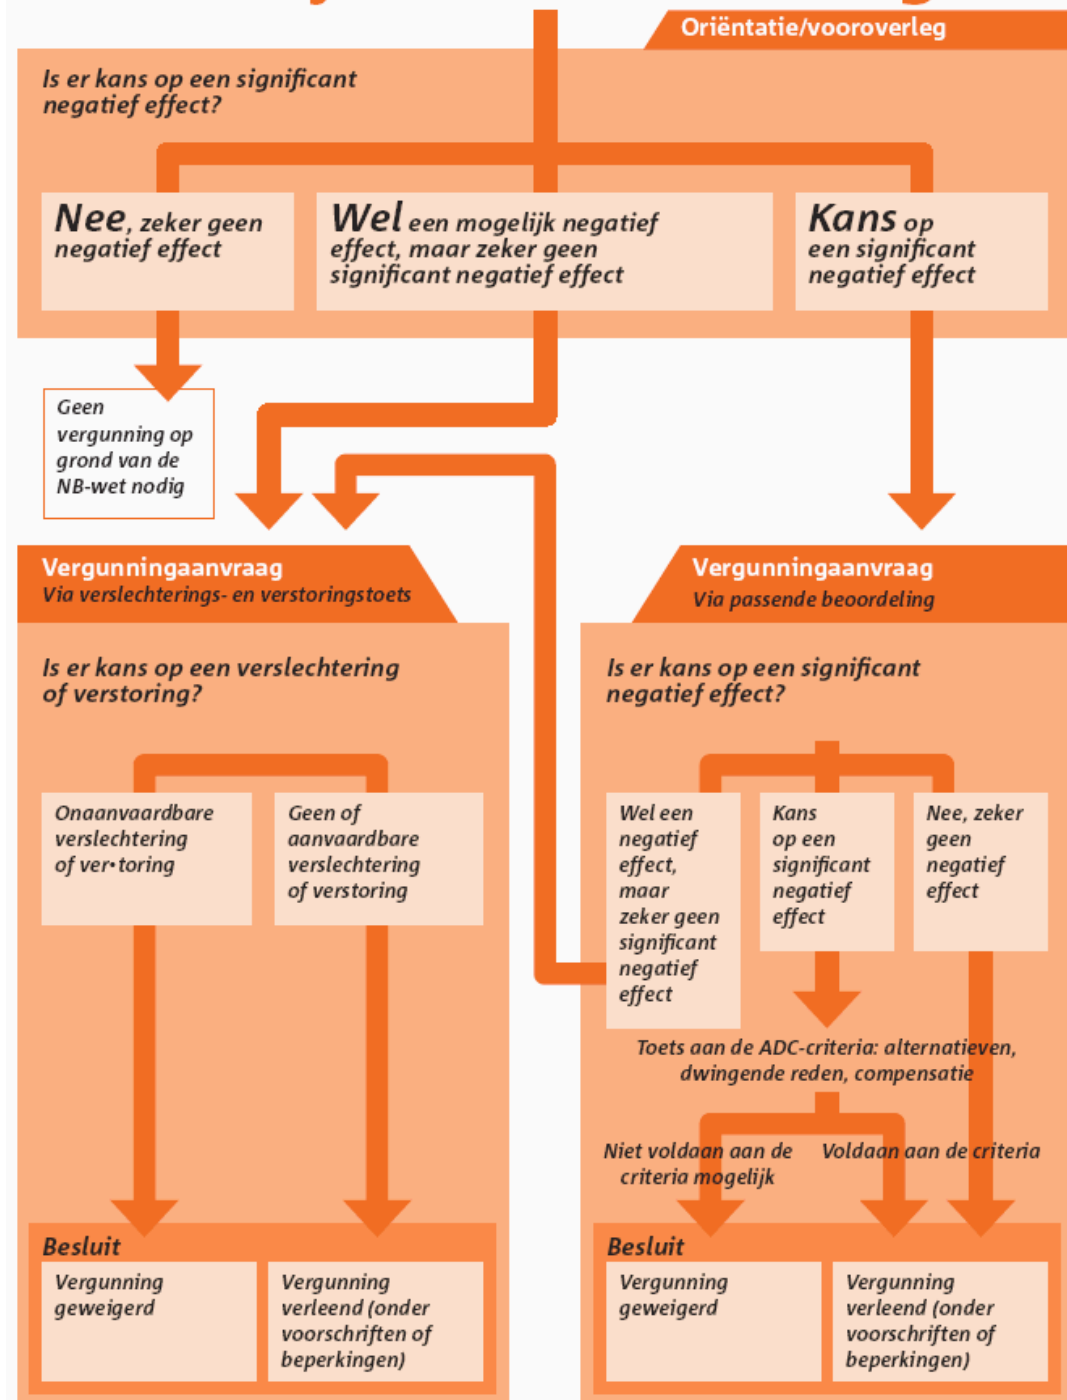 Oriëntatie/vooroverleg
Is er kans op een significant
negatief effect?
Nee, zeker geen
negatief effect
Wel een mogelijk negatief
effect, maar zeker geen
significant negatief effect
Kans op
een significant
negatief effect
Geen
vergunning op
grond van de
NB-wet nodig
Vergunningaanvraag
Via verslechterings- en verstoringstoets
Is er kans op een verslechtering
of verstoring?
Onaanvaardbare
verslechtering
of ver•toring
Geen of
aanvaardbare
verslechtering
of verstoring
Besluit
Vergunning
geweigerd
Vergunning
verleend (onder
voorschriften of
beperkingen)
Vergunningaanvraag
Via passende beoordeling
Is er kans op een significant
negatief effect?
Wel een
negatief
effect,
maar
zeker geen
significant
negatief
effect
Kans
op een
significant
negatief
effect
Nee, zeker
geen
negatief
effect
Toets aan de ADC-criteria: alternatieven,
dwingende reden, compensatie
Niet voldaan aan de
criteria mogelijk
Voldaan aan de criteria
Besluit
Vergunning
geweigerd
Vergunning
verleend (onder
voorschriften of
beperkingen)